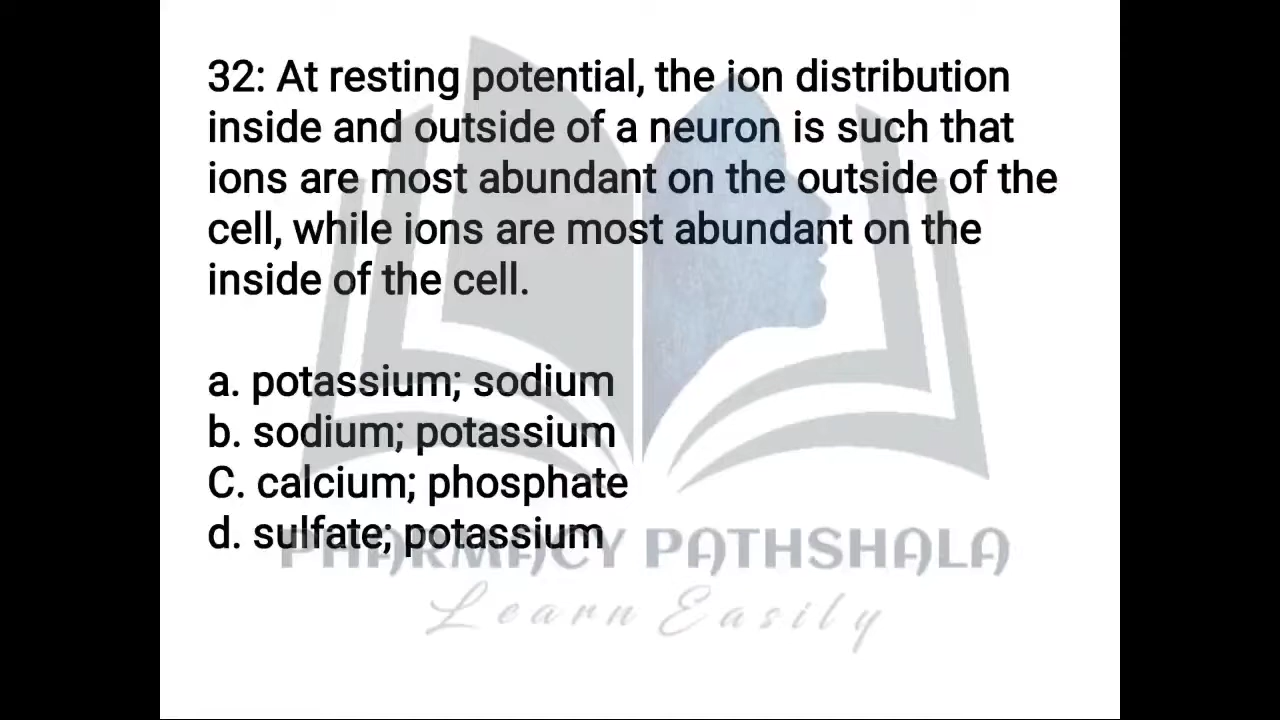 32: At resting potential, the ion distribution
inside and outside of a neuron is such that
ions are most abundant on the outside of the
cell, while ions are most abundant on the
inside of the cell.
a. potassium; sodium
b. sodium; potassium
C. calcium; phosphate
d. sulfate; potassium
PHARMACY PATHSHALA
Learn Easily